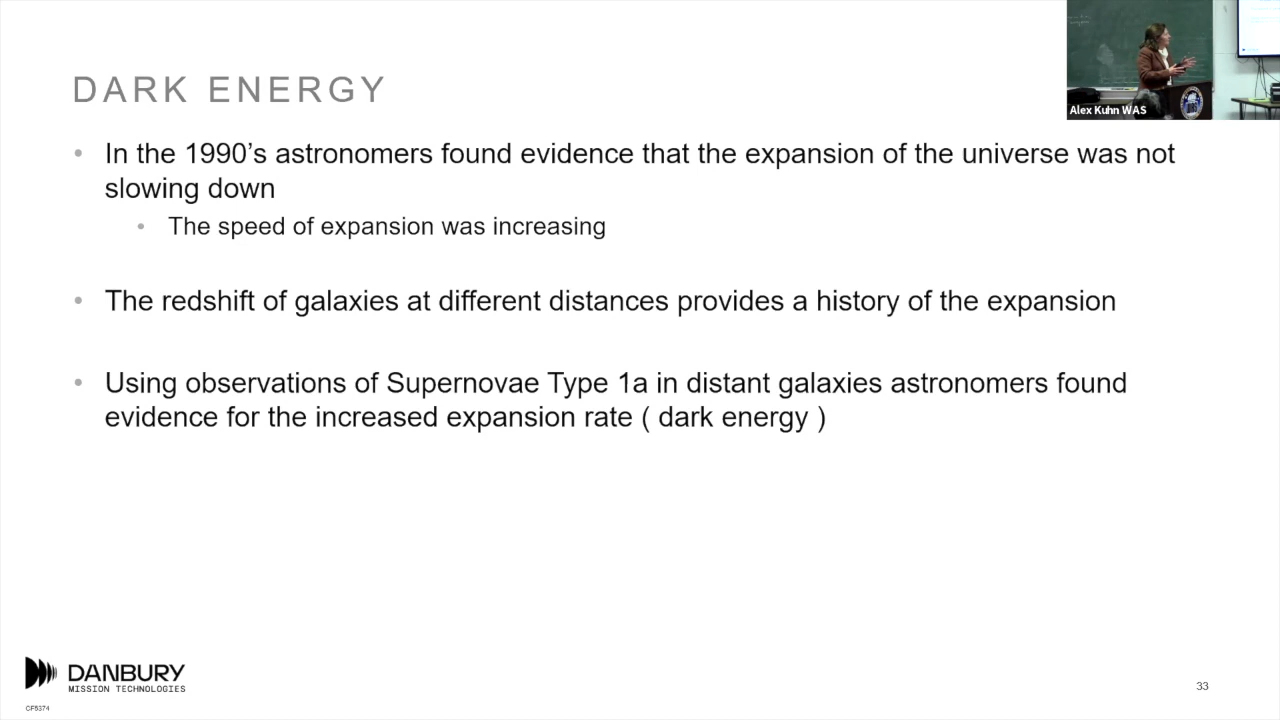 Alex Kuhn WAS
DARK ENERGY
• In the 1990’s astronomers found evidence that the expansion of the universe was not
slowing down
• The speed of expansion was increasing
• The redshift of galaxies at different distances provides a history of the expansion
• Using observations of Supernovae Type 1a in distant galaxies astronomers found
evidence for the increased expansion rate ( dark energy )
DANBURY
MISSION TECHNOLOGIES
CF5374
33